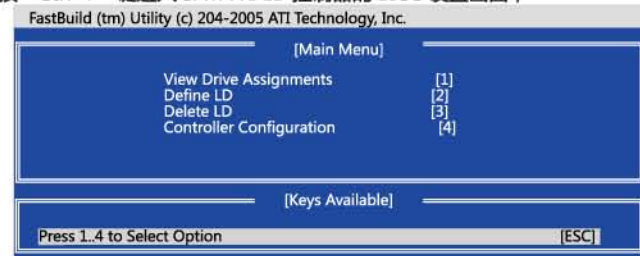 FastBuild (tm) Utility (c) 204-2005 ATI Technology, Inc.
[Main Menu]
View Drive Assignments [1]
Define LD [2]
Delete LD [3]
Controller Configuration [4]
[Keys Available]
Press 1..4 to Select Option [ESC]